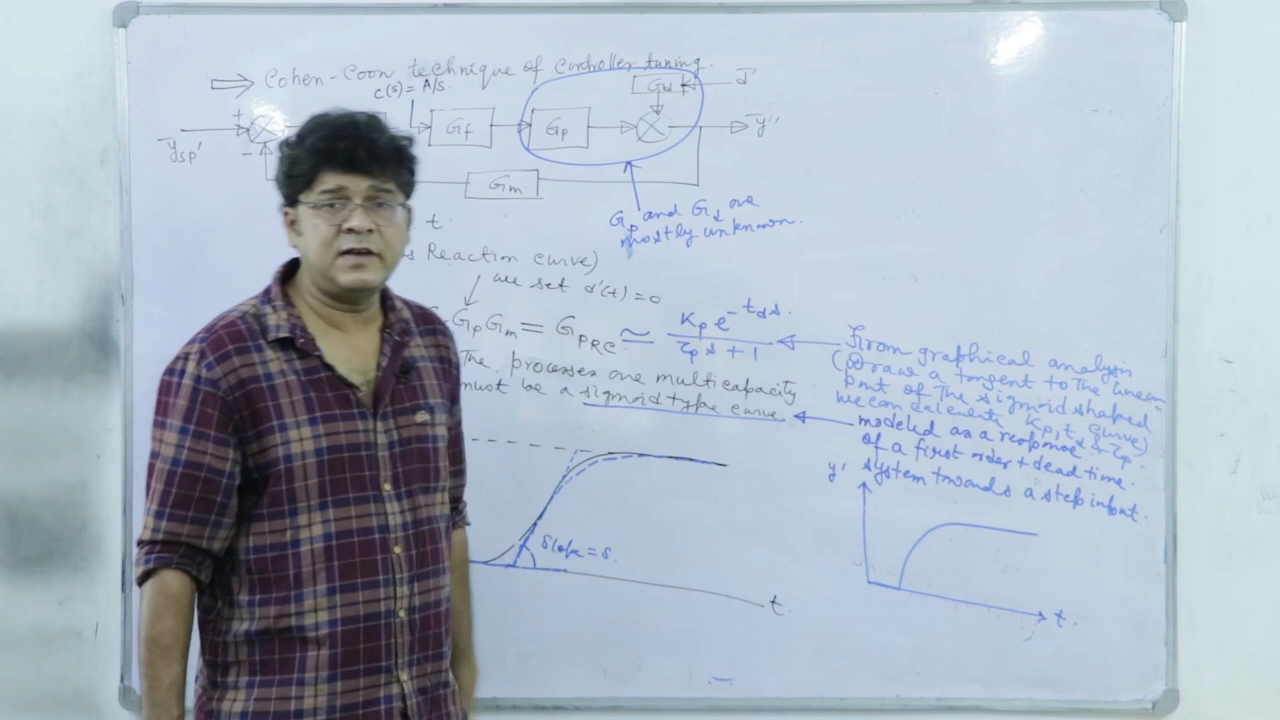 ⇒ Cohen-Coon technique of controller tuning.
c(s) = A/s.
Gd
d̄'
+
Gf
Gp
ȳ'
ȳsp'
-
Gm
Gp and Gd are
mostly unknown.
t
s Reaction curve)
we set d'(t) = 0
GpGm = GPRC ≅ Kp e^-tds / τps + 1
The processes are multicapacity
must be a sigmoid type curve.
From graphical analysis
(Draw a tangent to the linear
part of the sigmoid shaped
curve)
we can calculate Kp, td & τp.
modeled as a response
of a first order + dead time
system towards a step input.
Slope = S.
t.
y'
t.